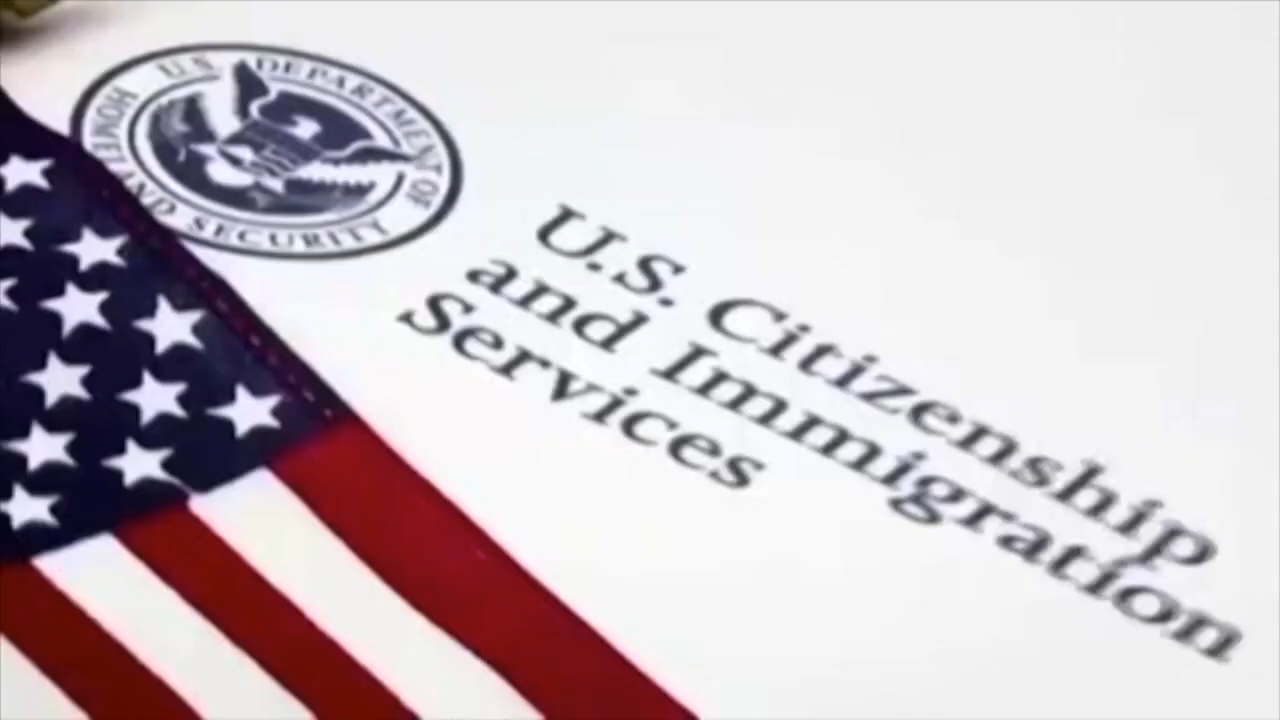 U.S. DEPARTMENT OF
HOMELAND SECURITY
U.S. Citizenship
and Immigration
Services